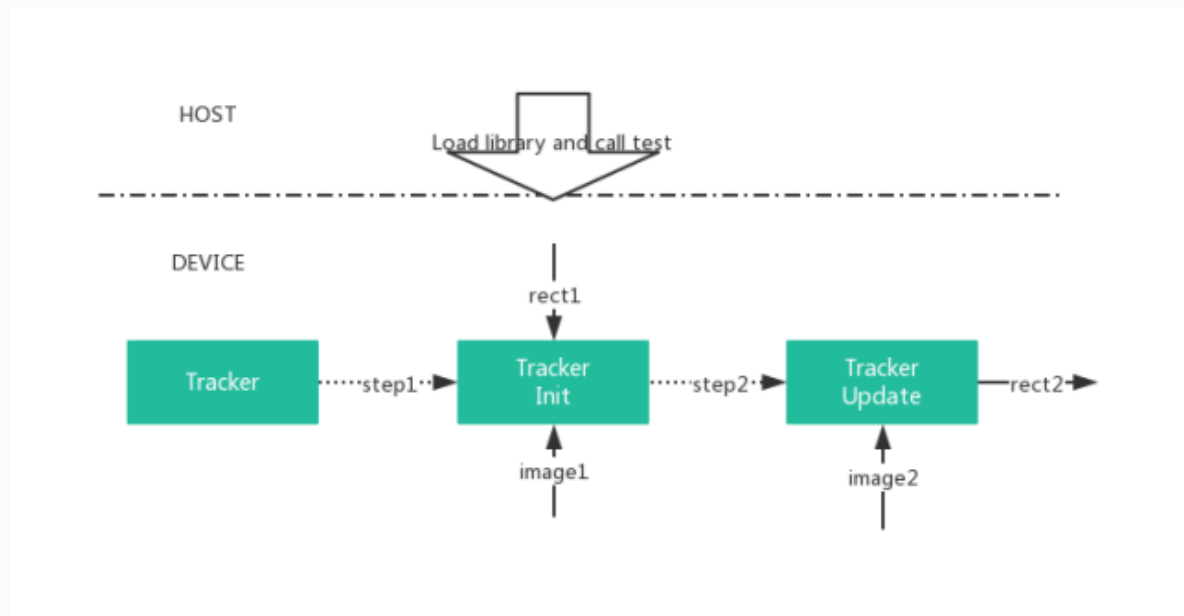 HOST
Load library and call test
DEVICE
rect1
Tracker
step1
Tracker
Init
step2
Tracker
Update
rect2
image1
image2